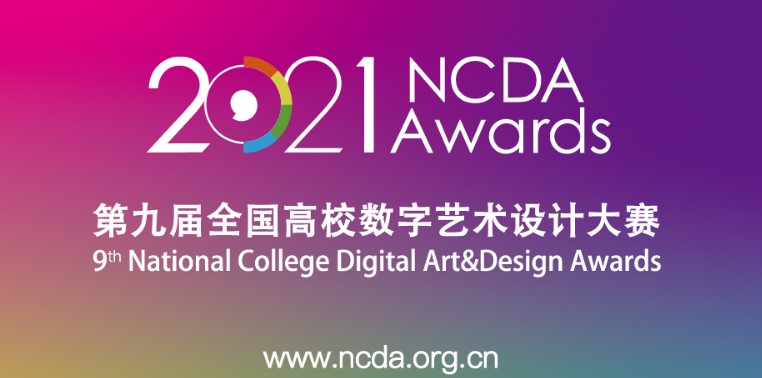 2021 NCDA
Awards
第九届全国高校数字艺术设计大赛
9th National College Digital Art&Design Awards
www.ncda.org.cn